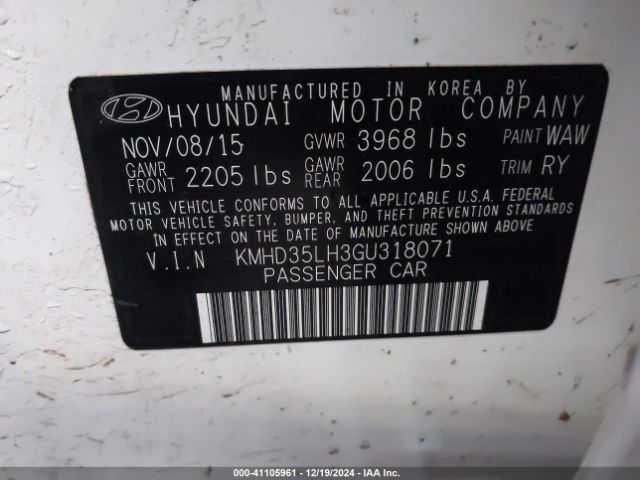 MANUFACTURED IN KOREA BY
HYUNDAI MOTOR COMPANY
NOV/08/15 GVWR 3968 lbs PAINT WAW
GAWR FRONT 2205 lbs GAWR REAR 2006 lbs TRIM RY
THIS VEHICLE CONFORMS TO ALL APPLICABLE U.S.A. FEDERAL
MOTOR VEHICLE SAFETY, BUMPER, AND THEFT PREVENTION STANDARDS
IN EFFECT ON THE DATE OF MANUFACTURE SHOWN ABOVE
V.I.N KMHD35LH3GU318071
PASSENGER CAR
000-41105961 - 12/19/2024 - IAA Inc.